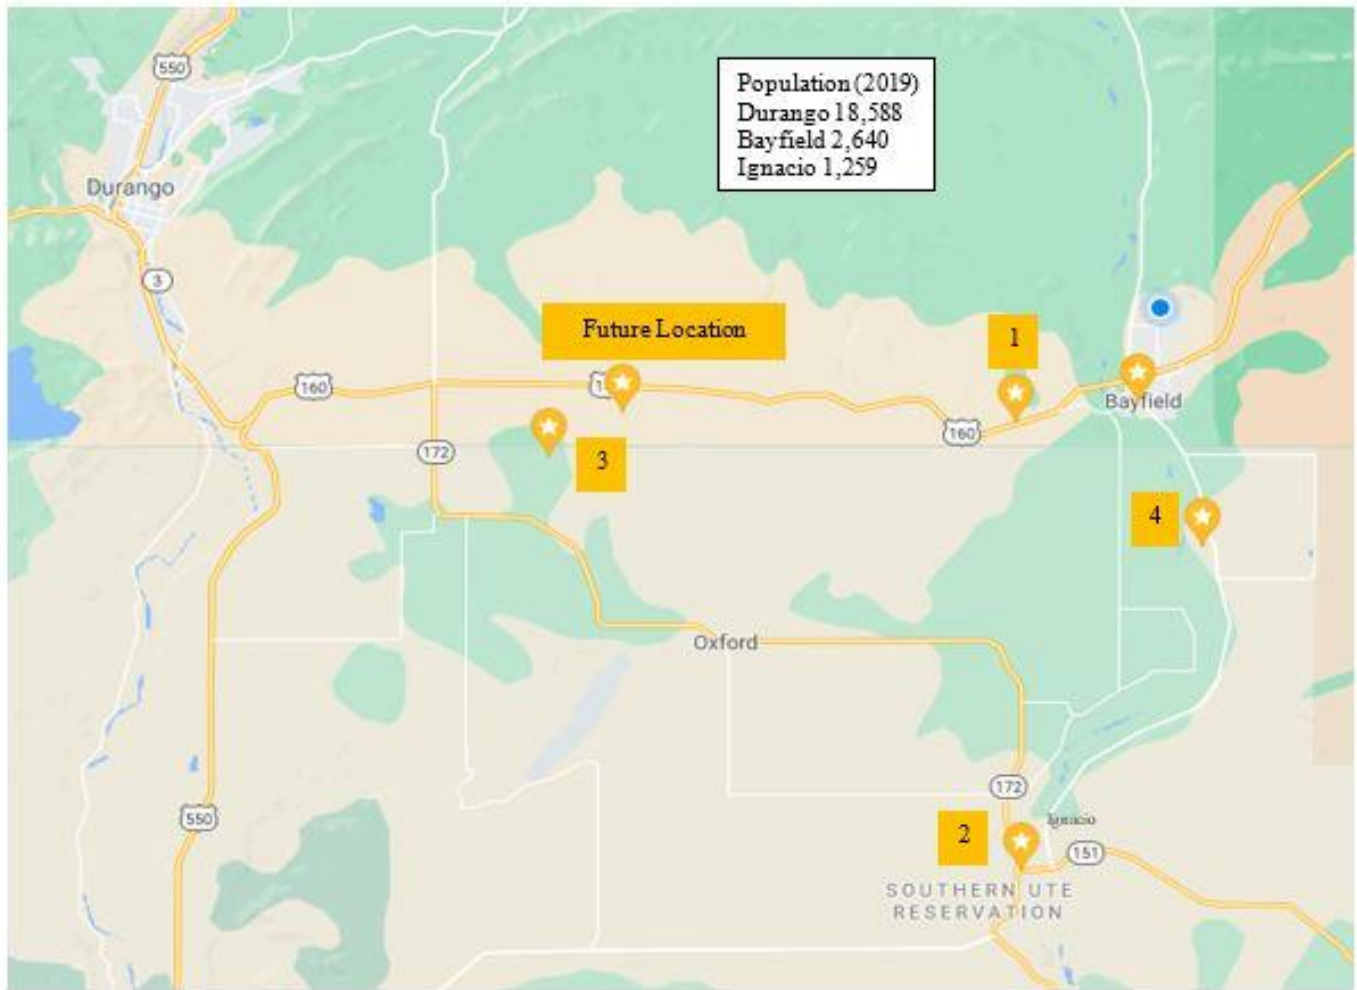 550
Population (2019)
Durango 18,588
Bayfield 2,640
Ignacio 1,259
Durango
3
Future Location
1
160
Bayfield
160
172
3
4
Oxford
172
550
2
Ignacio
151
SOUTHERN UTE
RESERVATION